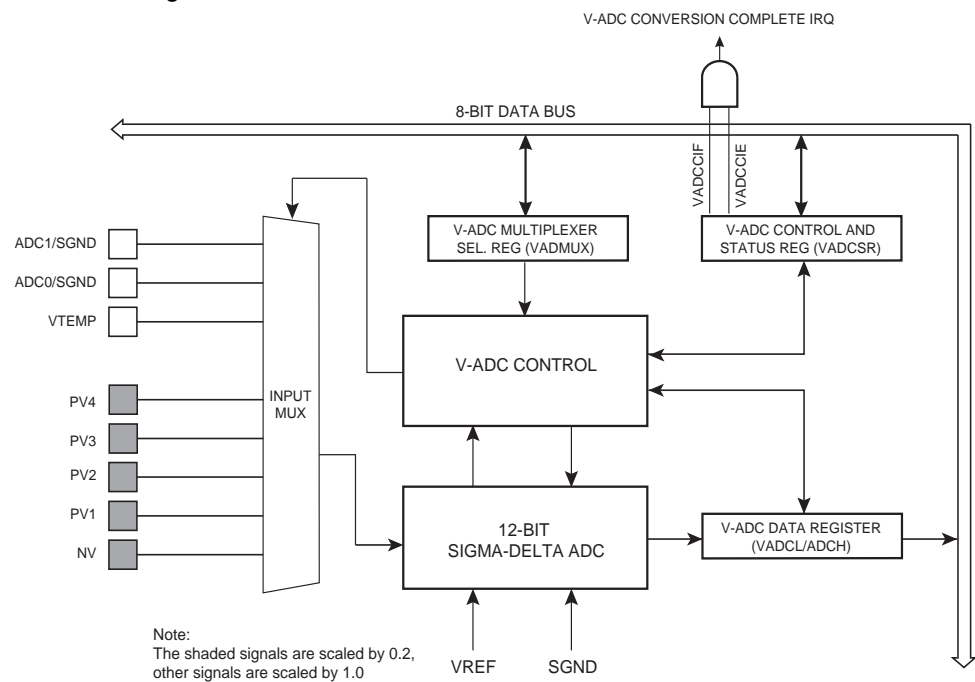 V-ADC CONVERSION COMPLETE IRQ
8-BIT DATA BUS
VADCCIF
VADCCIE
V-ADC MULTIPLEXER
SEL. REG (VADMUX)
V-ADC CONTROL AND
STATUS REG (VADCSR)
ADC1/SGND
ADC0/SGND
VTEMP
PV4
PV3
PV2
PV1
NV
INPUT
MUX
V-ADC CONTROL
12-BIT
SIGMA-DELTA ADC
V-ADC DATA REGISTER
(VADCL/ADCH)
VREF
SGND
Note:
The shaded signals are scaled by 0.2,
other signals are scaled by 1.0